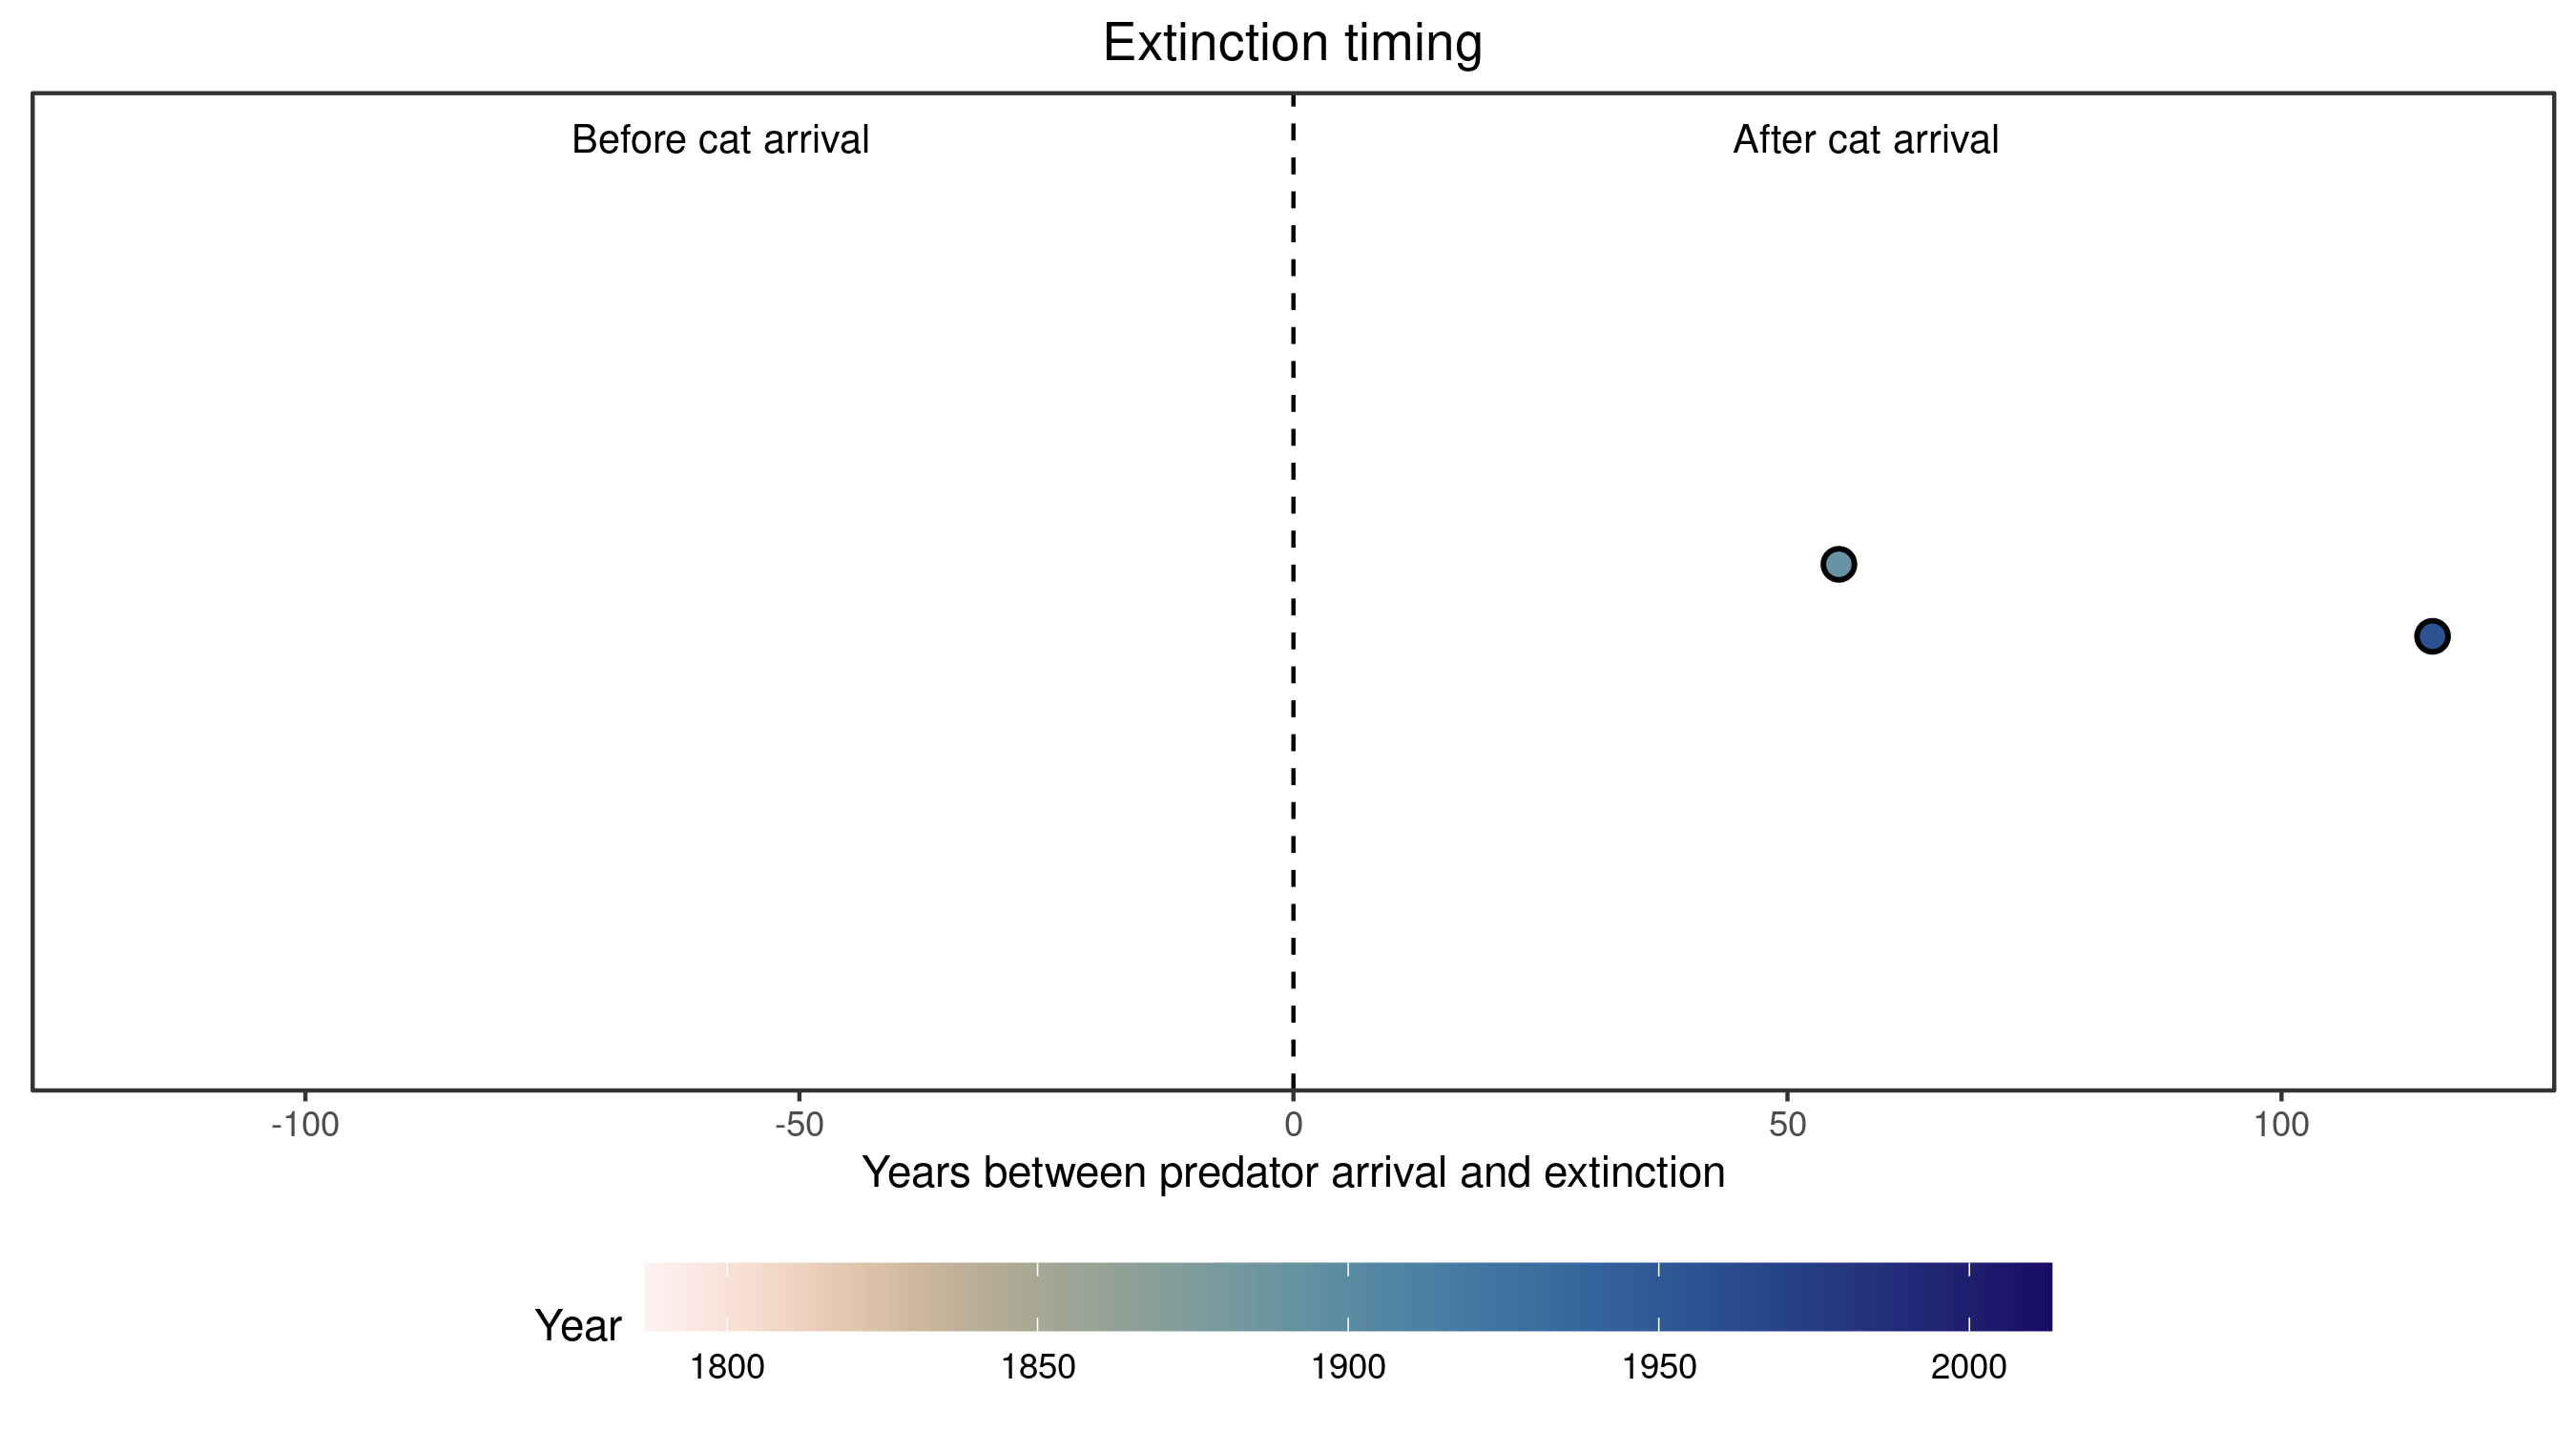 Extinction timing
Before cat arrival
After cat arrival
-100
-50
0
50
100
Years between predator arrival and extinction
Year
1800
1850
1900
1950
2000